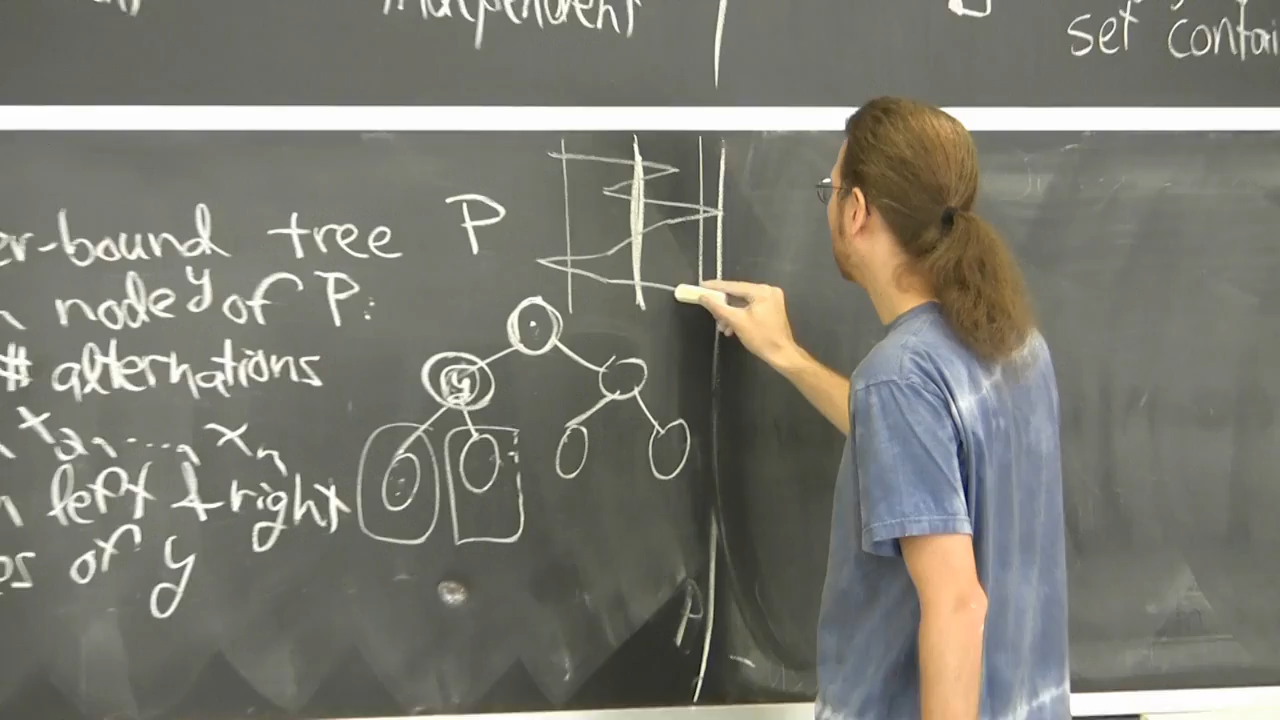 independent
set contai
er-bound tree P
node y of P:
# alternations
x₂, ..., xₙ
left & right
of y
y